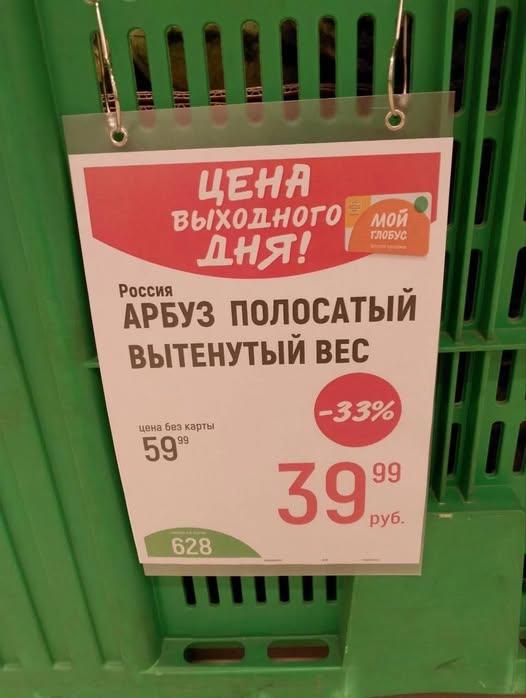 ЦЕНА
ВЫХОДНОГО
ДНЯ!
МОЙ
ГЛОБУС
Россия
АРБУЗ ПОЛОСАТЫЙ
ВЫТЕНУТЫЙ ВЕС
-33%
цена без карты
59 99
39 99
руб.
628